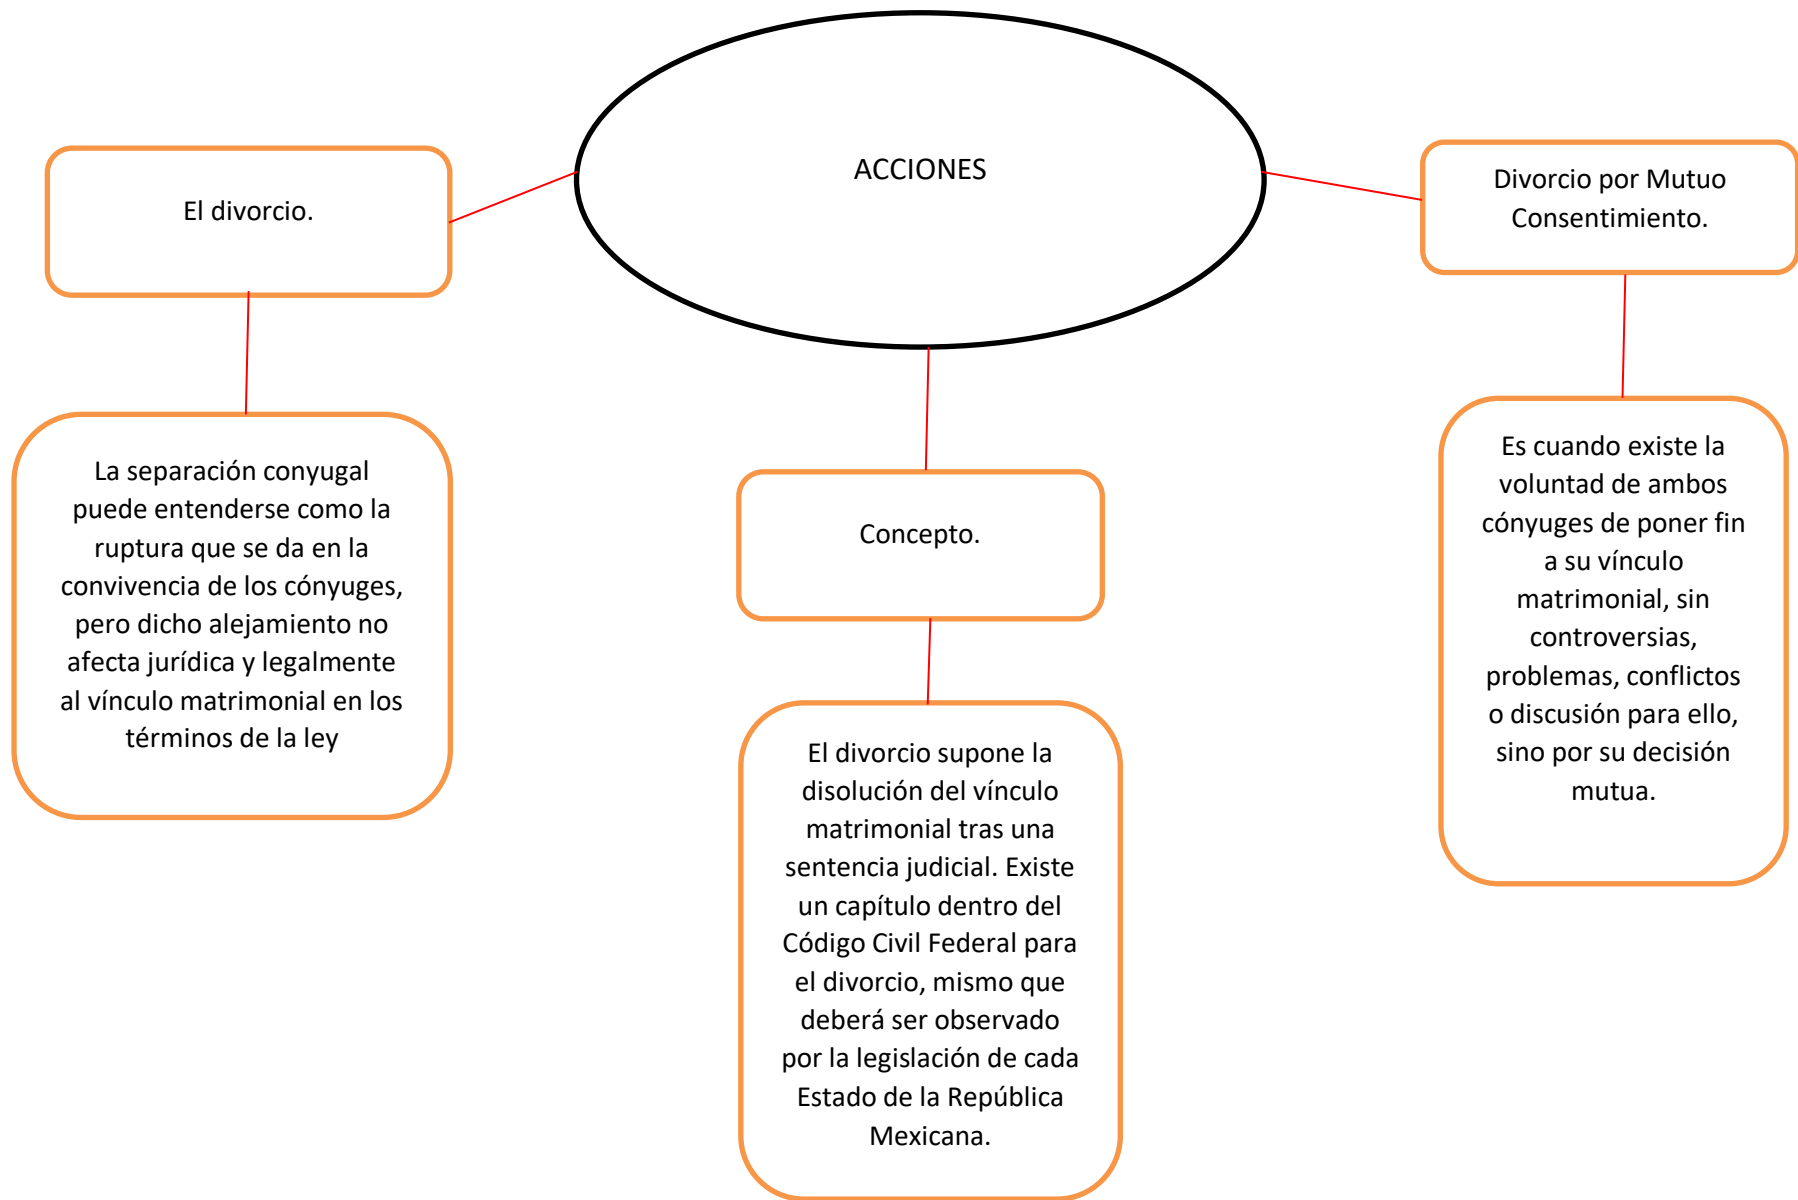 ACCIONES
El divorcio.
La separación conyugal
puede entenderse como la
ruptura que se da en la
convivencia de los cónyuges,
pero dicho alejamiento no
afecta jurídica y legalmente
al vínculo matrimonial en los
términos de la ley
Concepto.
El divorcio supone la
disolución del vínculo
matrimonial tras una
sentencia judicial. Existe
un capítulo dentro del
Código Civil Federal para
el divorcio, mismo que
deberá ser observado
por la legislación de cada
Estado de la República
Mexicana.
Divorcio por Mutuo
Consentimiento.
Es cuando existe la
voluntad de ambos
cónyuges de poner fin
a su vínculo
matrimonial, sin
controversias,
problemas, conflictos
o discusión para ello,
sino por su decisión
mutua.